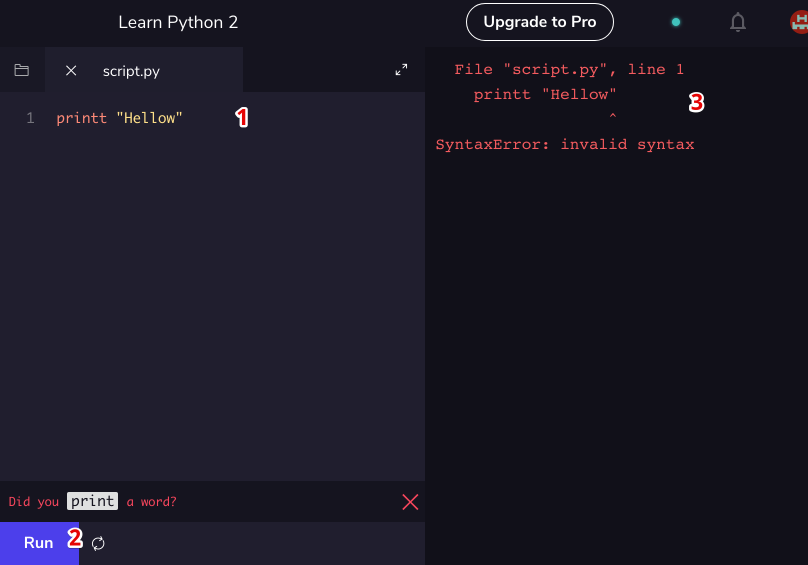 Learn Python 2
Upgrade to Pro
script.py
1 printt "Hellow" 1
Did you print a word?
Run 2
File "script.py", line 1
printt "Hellow" 3
^
SyntaxError: invalid syntax